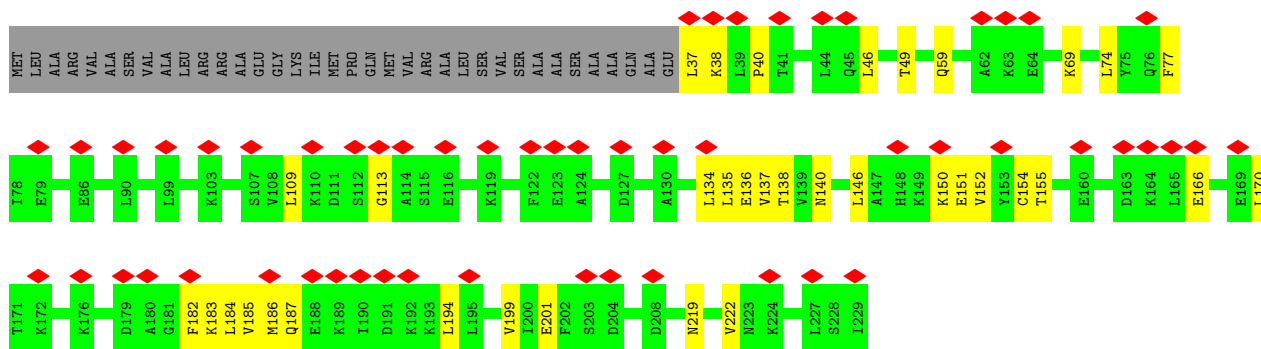 MET LEU ALA ARG VAL ALA SER VAL ALA LEU ARG ARG ALA GLU GLY LYS ILE MET PRO GLN MET VAL ARG ALA LEU SER VAL SER ALA ALA SER ALA ALA GLN ALA GLU L37 K38 L39 P40 T41 L44 Q45 L46 T49 Q59 A62 K63 E64 K69 L74 Y75 Q76 F77
I78 E79 E86 L90 L99 K103 S107 V108 L109 K110 D111 S112 G113 A114 S115 E116 K119 F122 E123 A124 D127 A130 L134 L135 E136 V137 T138 V139 N140 L146 A147 H148 K149 K150 E151 V152 Y153 C154 T155 E160 D163 K164 L165 E166 E169 L170
T171 K172 K176 D179 A180 G181 F182 K183 L184 V185 M186 Q187 E188 K189 I190 D191 K192 K193 L194 L195 V199 I200 E201 F202 S203 D204 D208 N219 V222 N223 K224 L227 S228 I229